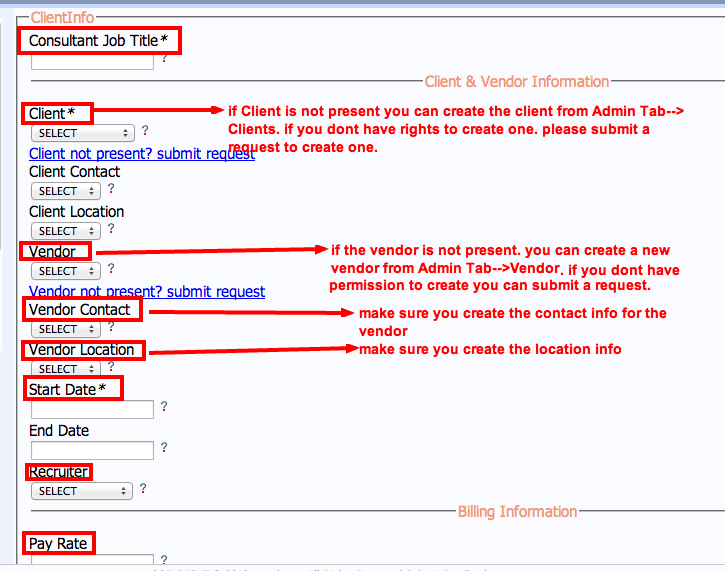 ClientInfo
Consultant Job Title*
?
Client & Vendor Information
Client*
if Client is not present you can create the client from Admin Tab-->
SELECT ?
Clients. if you dont have rights to create one. please submit a
Client not present? submit request
request to create one.
Client Contact
SELECT ?
Client Location
SELECT ?
Vendor
if the vendor is not present. you can create a new
SELECT ?
vendor from Admin Tab-->Vendor. if you dont have
permission to create you can submit a request.
Vendor not present? submit request
Vendor Contact
make sure you create the contact info for the
SELECT ?
vendor
Vendor Location
make sure you create the location info
SELECT ?
Start Date*
?
End Date
?
Recruiter
SELECT ?
Billing Information
Pay Rate
?